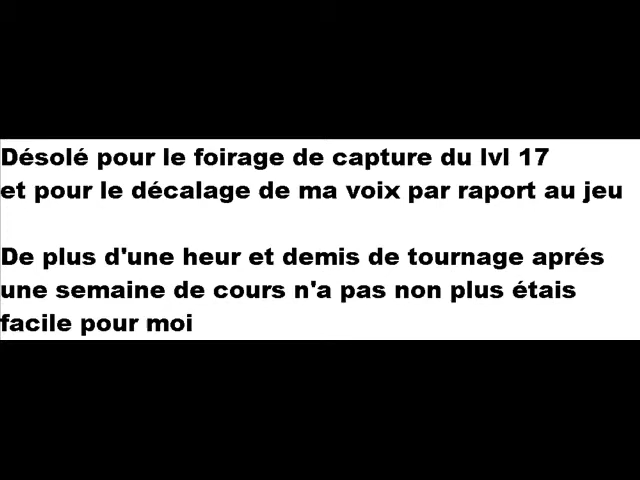 Désolé pour le foirage de capture du lvl 17
et pour le décalage de ma voix par raport au jeu
De plus d'une heur et demis de tournage aprés
une semaine de cours n'a pas non plus étais
facile pour moi